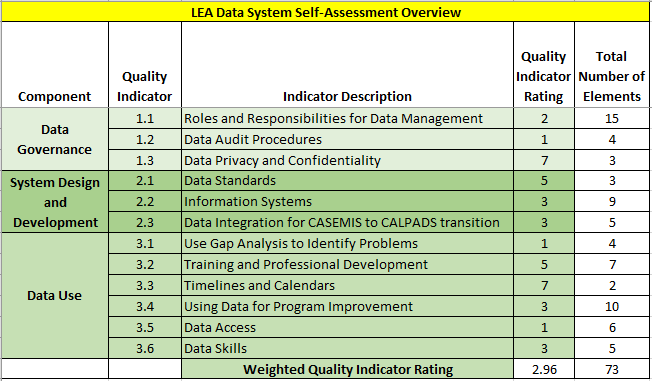 LEA Data System Self-Assessment Overview
Component Quality Indicator Indicator Description Quality Indicator Rating Total Number of Elements
Data Governance
1.1 Roles and Responsibilities for Data Management 2 15
1.2 Data Audit Procedures 1 4
1.3 Data Privacy and Confidentiality 7 3
System Design and Development
2.1 Data Standards 5 3
2.2 Information Systems 3 9
2.3 Data Integration for CASEMIS to CALPADS transition 3 5
Data Use
3.1 Use Gap Analysis to Identify Problems 1 4
3.2 Training and Professional Development 5 7
3.3 Timelines and Calendars 7 2
3.4 Using Data for Program Improvement 3 10
3.5 Data Access 1 6
3.6 Data Skills 3 5
Weighted Quality Indicator Rating 2.96 73